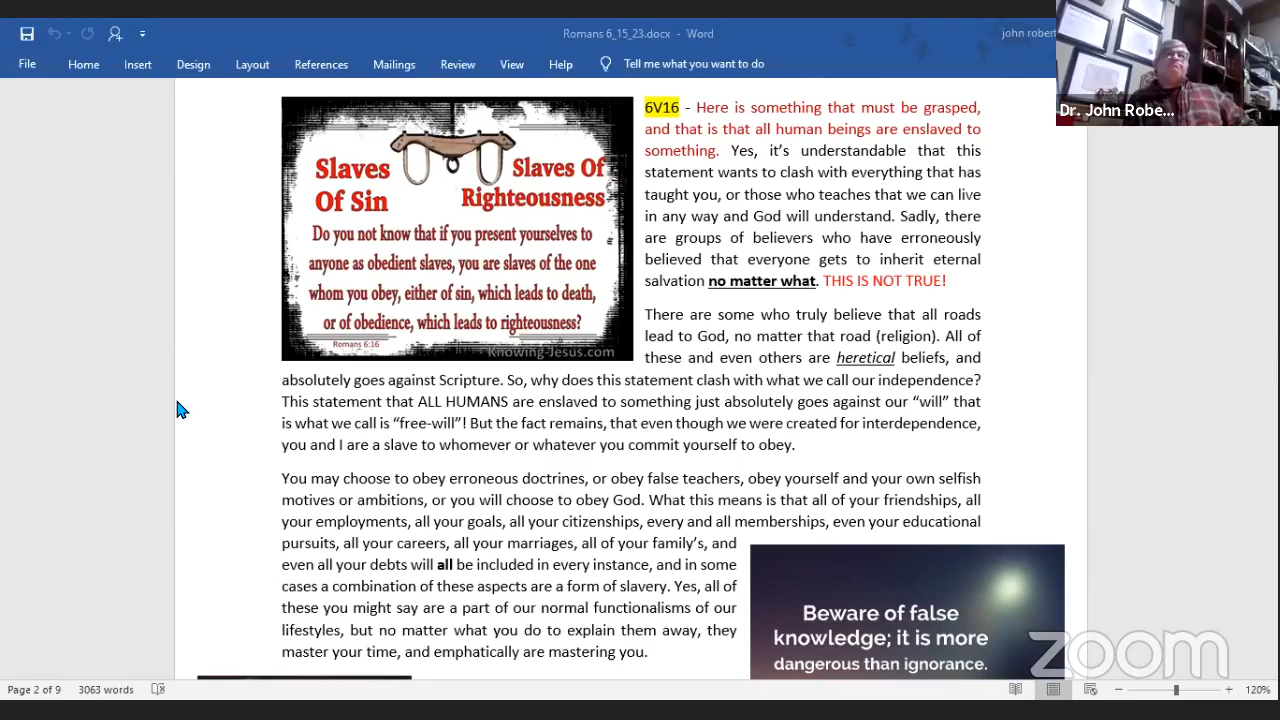 Romans 6_15_23.docx - Word
john robert
File Home Insert Design Layout References Mailings Review View Help Tell me what you want to do
Dr. John Robe...
Slaves Of Sin
Slaves Of Righteousness
Do you not know that if you present yourselves to
anyone as obedient slaves, you are slaves of the one
whom you obey, either of sin, which leads to death,
or of obedience, which leads to righteousness?
Romans 6:16
Knowing-Jesus.com
6V16 - Here is something that must be grasped,
and that is that all human beings are enslaved to
something. Yes, it's understandable that this
statement wants to clash with everything that has
taught you, or those who teaches that we can live
in any way and God will understand. Sadly, there
are groups of believers who have erroneously
believed that everyone gets to inherit eternal
salvation no matter what. THIS IS NOT TRUE!
There are some who truly believe that all roads
lead to God, no matter that road (religion). All of
these and even others are heretical beliefs, and
absolutely goes against Scripture. So, why does this statement clash with what we call our independence?
This statement that ALL HUMANS are enslaved to something just absolutely goes against our “will” that
is what we call is “free-will”! But the fact remains, that even though we were created for interdependence,
you and I are a slave to whomever or whatever you commit yourself to obey.
You may choose to obey erroneous doctrines, or obey false teachers, obey yourself and your own selfish
motives or ambitions, or you will choose to obey God. What this means is that all of your friendships, all
your employments, all your goals, all your citizenships, every and all memberships, even your educational
pursuits, all your careers, all your marriages, all of your family's, and
even all your debts will all be included in every instance, and in some
cases a combination of these aspects are a form of slavery. Yes, all of
these you might say are a part of our normal functionalisms of our
lifestyles, but no matter what you do to explain them away, they
master your time, and emphatically are mastering you.
Beware of false
knowledge; it is more
dangerous than ignorance.
zoom
Page 2 of 9 3063 words
120%